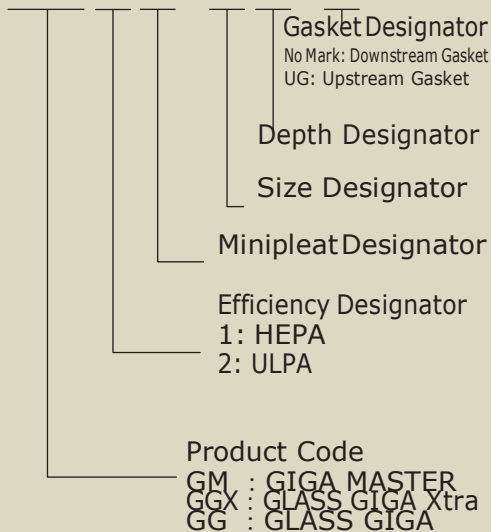 Gasket Designator
No Mark: Downstream Gasket
UG: Upstream Gasket
Depth Designator
Size Designator
Minipleat Designator
Efficiency Designator
1: HEPA
2: ULPA
Product Code
GM : GIGA MASTER
GGX : GLASS GIGA Xtra
GG : GLASS GIGA